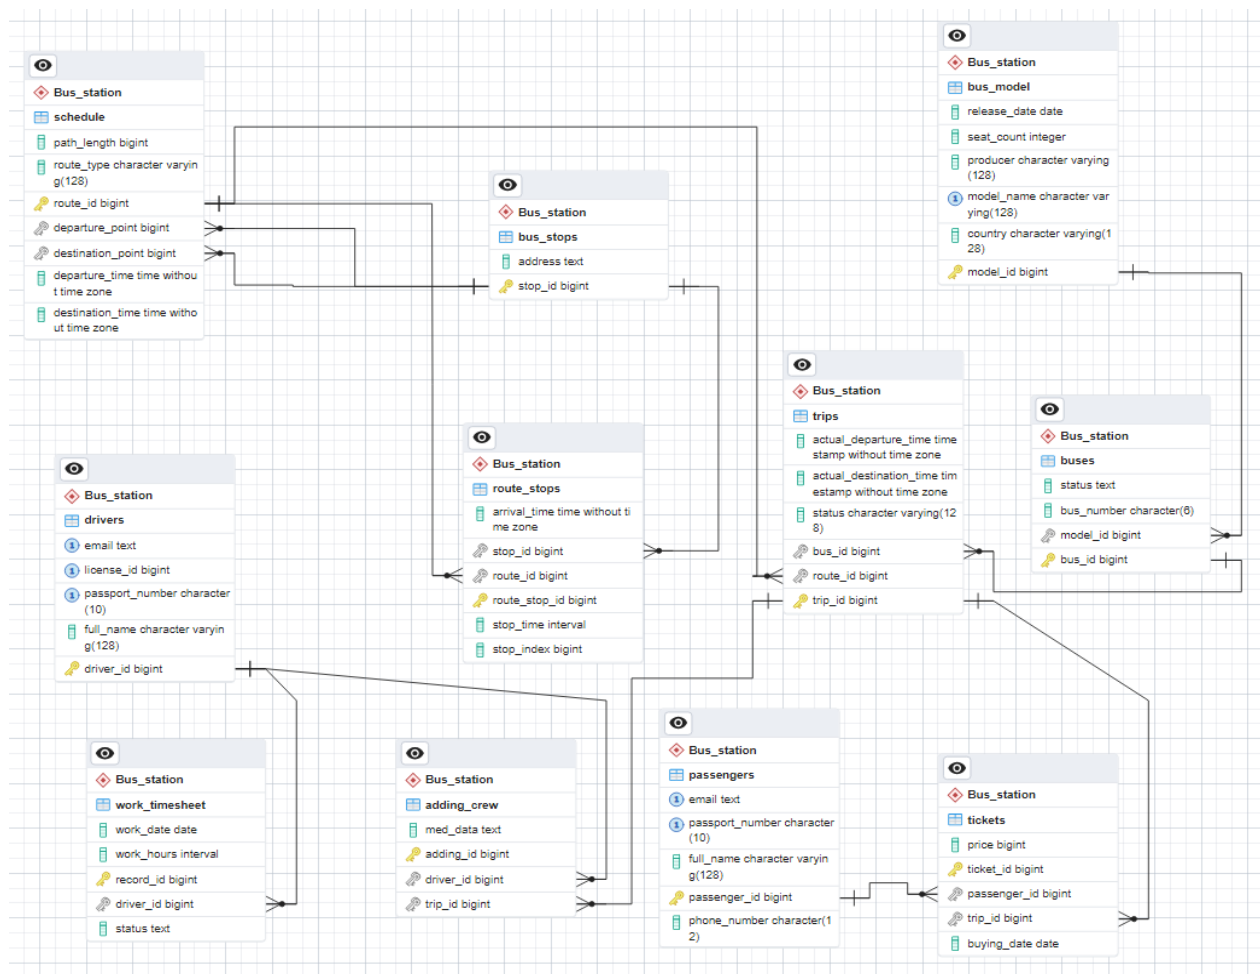 Bus_station
schedule
path_length bigint
route_type character varyin
g(128)
route_id bigint
departure_point bigint
destination_point bigint
departure_time time withou
t time zone
destination_time time witho
ut time zone
Bus_station
bus_stops
address text
stop_id bigint
Bus_station
bus_model
release_date date
seat_count integer
producer character varying
(128)
model_name character var
ying(128)
country character varying(1
28)
model_id bigint
Bus_station
drivers
email text
license_id bigint
passport_number character
(10)
full_name character varyin
g(128)
driver_id bigint
Bus_station
route_stops
arrival_time time without ti
me zone
stop_id bigint
route_id bigint
route_stop_id bigint
stop_time interval
stop_index bigint
Bus_station
trips
actual_departure_time time
stamp without time zone
actual_destination_time tim
estamp without time zone
status character varying(12
8)
bus_id bigint
route_id bigint
trip_id bigint
Bus_station
buses
status text
bus_number character(6)
model_id bigint
bus_id bigint
Bus_station
work_timesheet
work_date date
work_hours interval
record_id bigint
driver_id bigint
status text
Bus_station
adding_crew
med_data text
adding_id bigint
driver_id bigint
trip_id bigint
Bus_station
passengers
email text
passport_number character
(10)
full_name character varyin
g(128)
passenger_id bigint
phone_number character(1
2)
Bus_station
tickets
price bigint
ticket_id bigint
passenger_id bigint
trip_id bigint
buying_date date